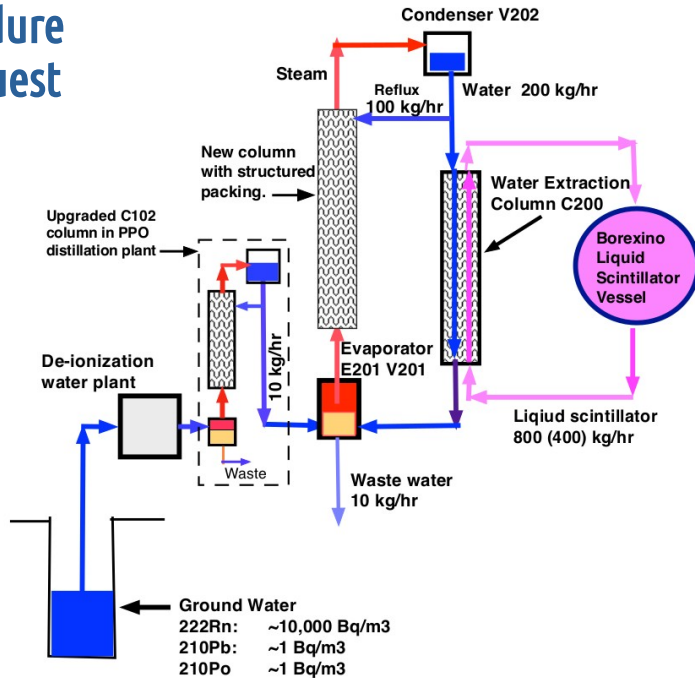 lure
uest
Condenser V202
Steam
Reflux
100 kg/hr
Water 200 kg/hr
New column
with structured
packing.
Water Extraction
Column C200
Upgraded C102
column in PPO
distillation plant
Borexino
Liquid
Scintillator
Vessel
10 kg/hr
Evaporator
E201 V201
De-ionization
water plant
Liqiud scintillator
800 (400) kg/hr
Waste
Waste water
10 kg/hr
Ground Water
222Rn: ~10,000 Bq/m3
210Pb: ~1 Bq/m3
210Po ~1 Bq/m3